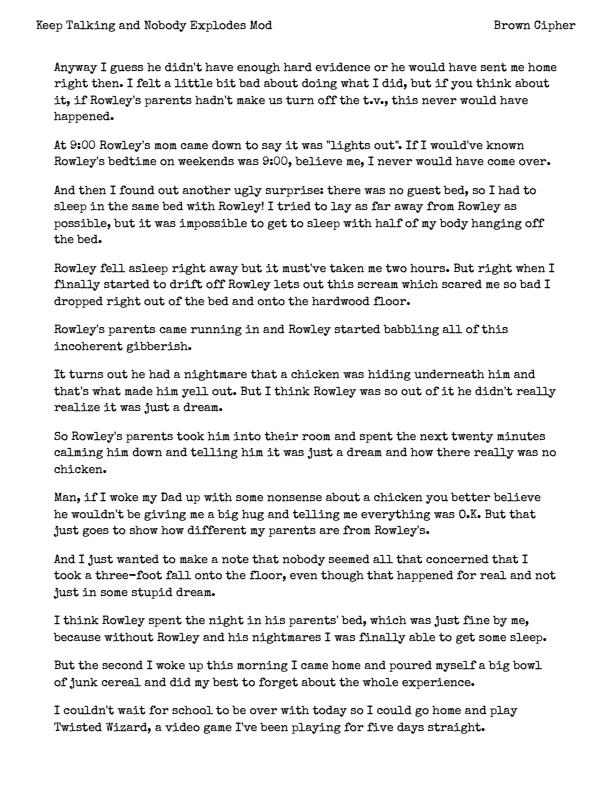 Keep Talking and Nobody Explodes Mod Brown Cipher
Anyway I guess he didn't have enough hard evidence or he would have sent me home
right then. I felt a little bit bad about doing what I did, but if you think about
it, if Rowley's parents hadn't make us turn off the t.v., this never would have
happened.
At 9:00 Rowley's mom came down to say it was "lights out". If I would've known
Rowley's bedtime on weekends was 9:00, believe me, I never would have come over.
And then I found out another ugly surprise: there was no guest bed, so I had to
sleep in the same bed with Rowley! I tried to lay as far away from Rowley as
possible, but it was impossible to get to sleep with half of my body hanging off
the bed.
Rowley fell asleep right away but it must've taken me two hours. But right when I
finally started to drift off Rowley lets out this scream which scared me so bad I
dropped right out of the bed and onto the hardwood floor.
Rowley's parents came running in and Rowley started babbling all of this
incoherent gibberish.
It turns out he had a nightmare that a chicken was hiding underneath him and
that's what made him yell out. But I think Rowley was so out of it he didn't really
realize it was just a dream.
So Rowley's parents took him into their room and spent the next twenty minutes
calming him down and telling him it was just a dream and how there really was no
chicken.
Man, if I woke my Dad up with some nonsense about a chicken you better believe
he wouldn't be giving me a big hug and telling me everything was O.K. But that
just goes to show how different my parents are from Rowley's.
And I just wanted to make a note that nobody seemed all that concerned that I
took a three-foot fall onto the floor, even though that happened for real and not
just in some stupid dream.
I think Rowley spent the night in his parents' bed, which was just fine by me,
because without Rowley and his nightmares I was finally able to get some sleep.
But the second I woke up this morning I came home and poured myself a big bowl
of junk cereal and did my best to forget about the whole experience.
I couldn't wait for school to be over with today so I could go home and play
Twisted Wizard, a video game I've been playing for five days straight.